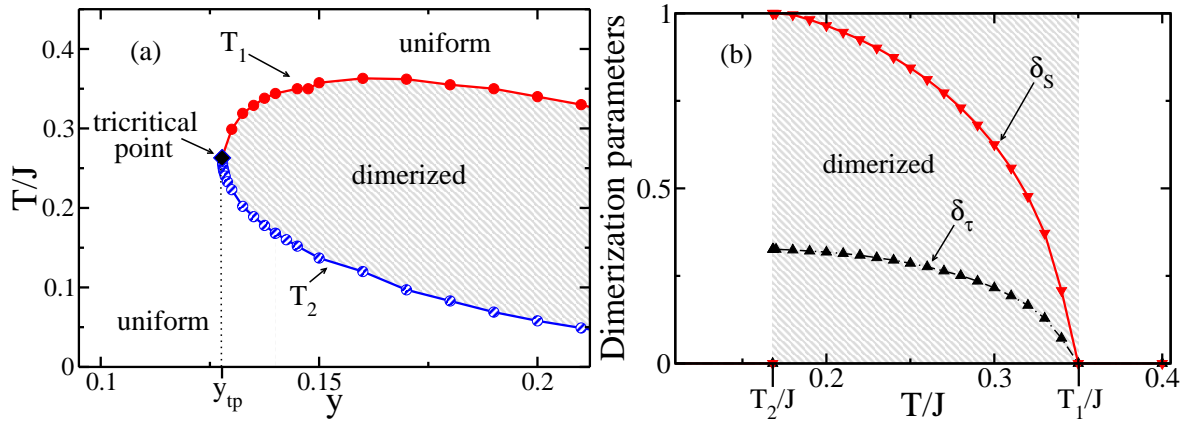 (a)
T1
uniform
tricritical
point
dimerized
T2
uniform
T/J
0
0.1
0.2
0.3
0.4
0.1
ytp
0.15
y
0.2
(b)
δS
dimerized
δτ
Dimerization parameters
0
0.5
1
T2/J
0.2
T/J
0.3
T1/J
0.4